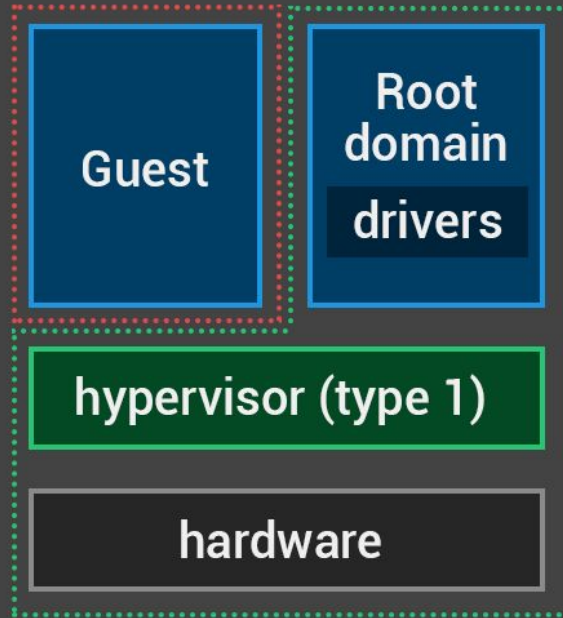 Guest
Root
domain
drivers
hypervisor (type 1)
hardware